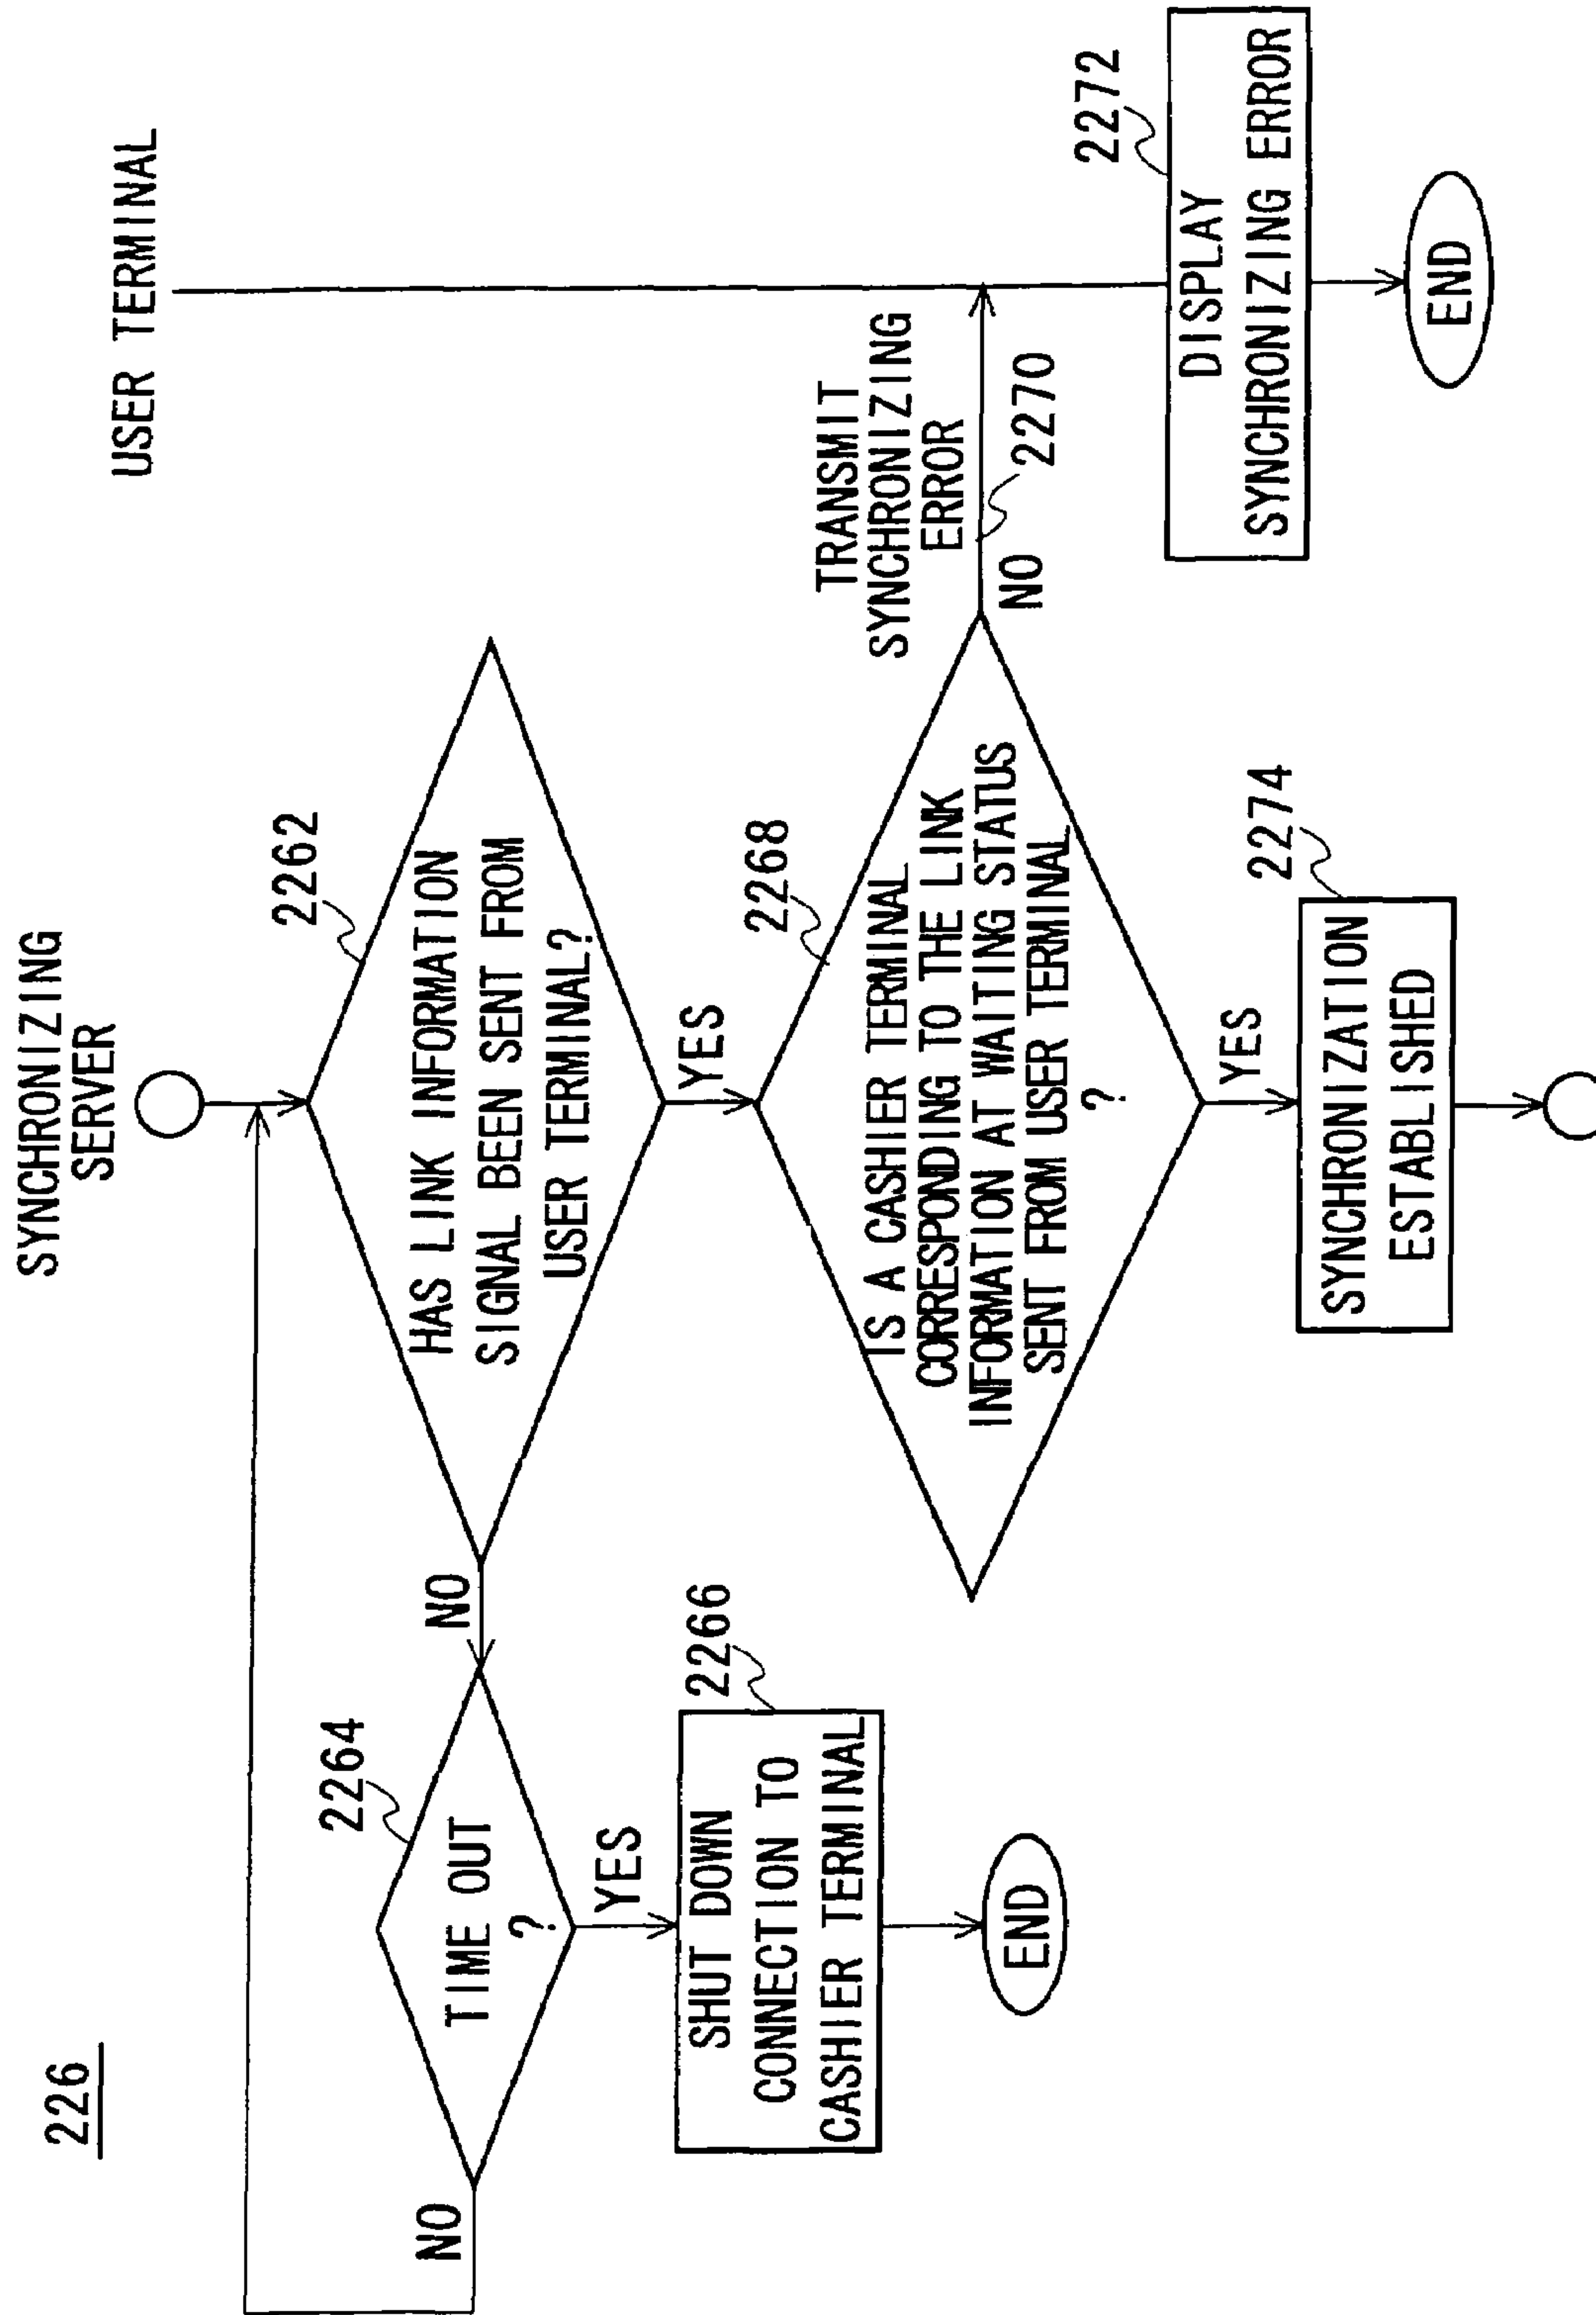 226
SYNCHRONIZING
SERVER
USER TERMINAL
2262
HAS LINK INFORMATION
SIGNAL BEEN SENT FROM
USER TERMINAL?
NO
YES
2264
TIME OUT
?
NO
YES
2266
SHUT DOWN
CONNECTION TO
CASHIER TERMINAL
END
2268
IS A CASHIER TERMINAL
CORRESPONDING TO THE LINK
INFORMATION AT WAITING STATUS
SENT FROM USER TERMINAL
?
NO
TRANSMIT
SYNCHRONIZING
ERROR
2270
2272
DISPLAY
SYNCHRONIZING ERROR
END
YES
2274
SYNCHRONIZATION
ESTABLISHED